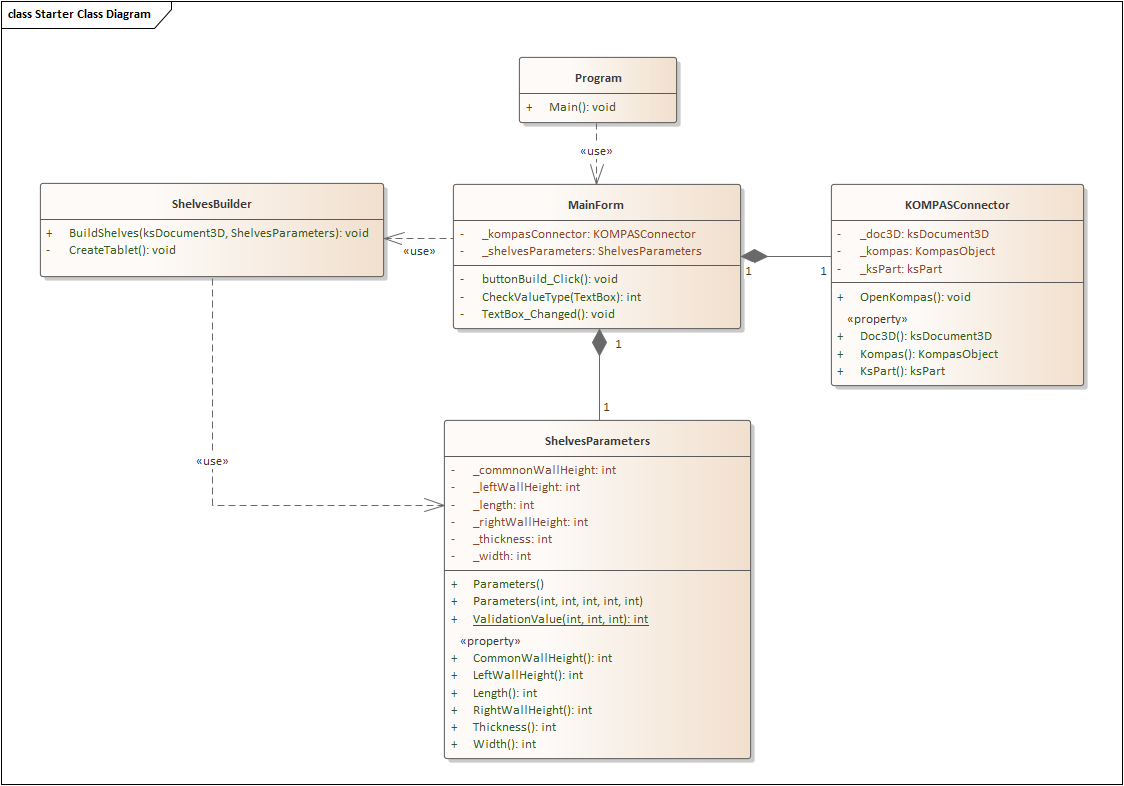 class Starter Class Diagram
Program
+ Main(): void
«use»
ShelvesBuilder
+ BuildShelves(ksDocument3D, ShelvesParameters): void
- CreateTablet(): void
«use»
MainForm
- _kompasConnector: KOMPASConnector
- _shelvesParameters: ShelvesParameters
- buttonBuild_Click(): void
- CheckValueType(TextBox): int
- TextBox_Changed(): void
1
1
KOMPASConnector
- _doc3D: ksDocument3D
- _kompas: KompasObject
- _ksPart: ksPart
+ OpenKompas(): void
«property»
+ Doc3D(): ksDocument3D
+ Kompas(): KompasObject
+ KsPart(): ksPart
1
1
«use»
ShelvesParameters
- _commnonWallHeight: int
- _leftWallHeight: int
- _length: int
- _rightWallHeight: int
- _thickness: int
- _width: int
+ Parameters()
+ Parameters(int, int, int, int, int)
+ ValidationValue(int, int, int): int
«property»
+ CommonWallHeight(): int
+ LeftWallHeight(): int
+ Length(): int
+ RightWallHeight(): int
+ Thickness(): int
+ Width(): int